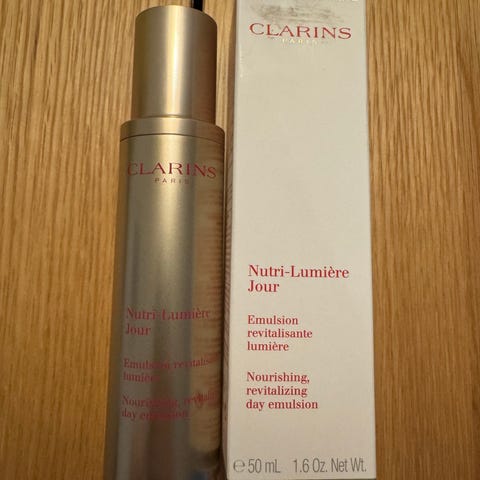 CLARINS
PARIS
Nutri-Lumière
Jour
Emulsion revitalisante
lumière
Nourishing, revitalizing
day emulsion
CLARINS
PARIS
Nutri-Lumière
Jour
Emulsion
revitalisante
lumière
Nourishing,
revitalizing
day emulsion
℮ 50 mL 1.6 Oz. Net Wt.